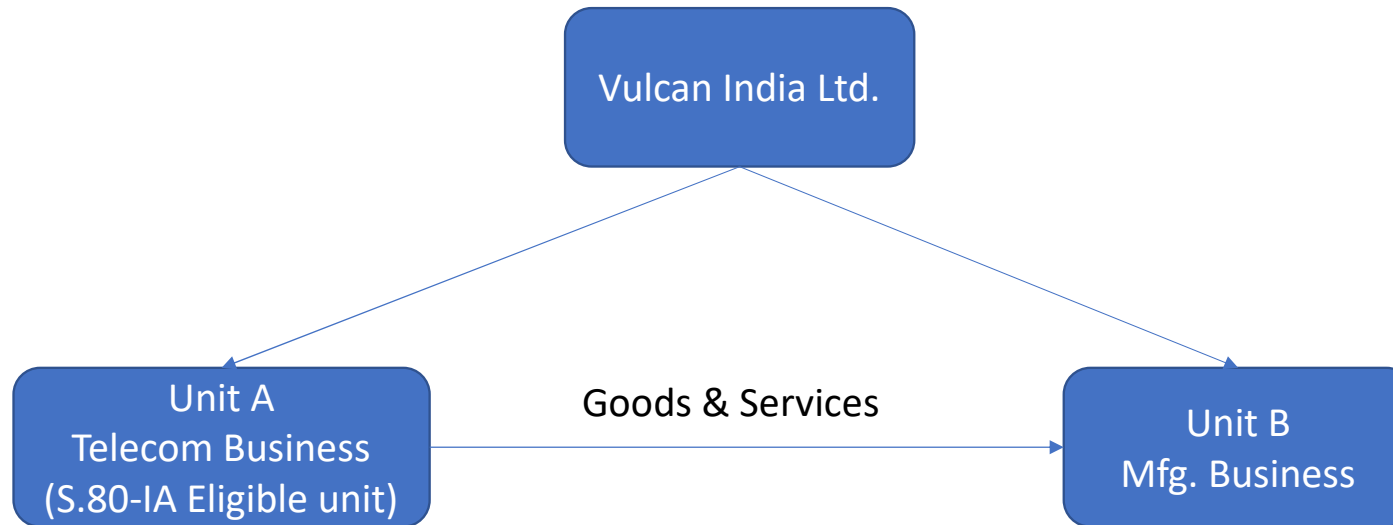 Vulcan India Ltd.
Unit A
Telecom Business
(S.80-IA Eligible unit)
Goods & Services
Unit B
Mfg. Business